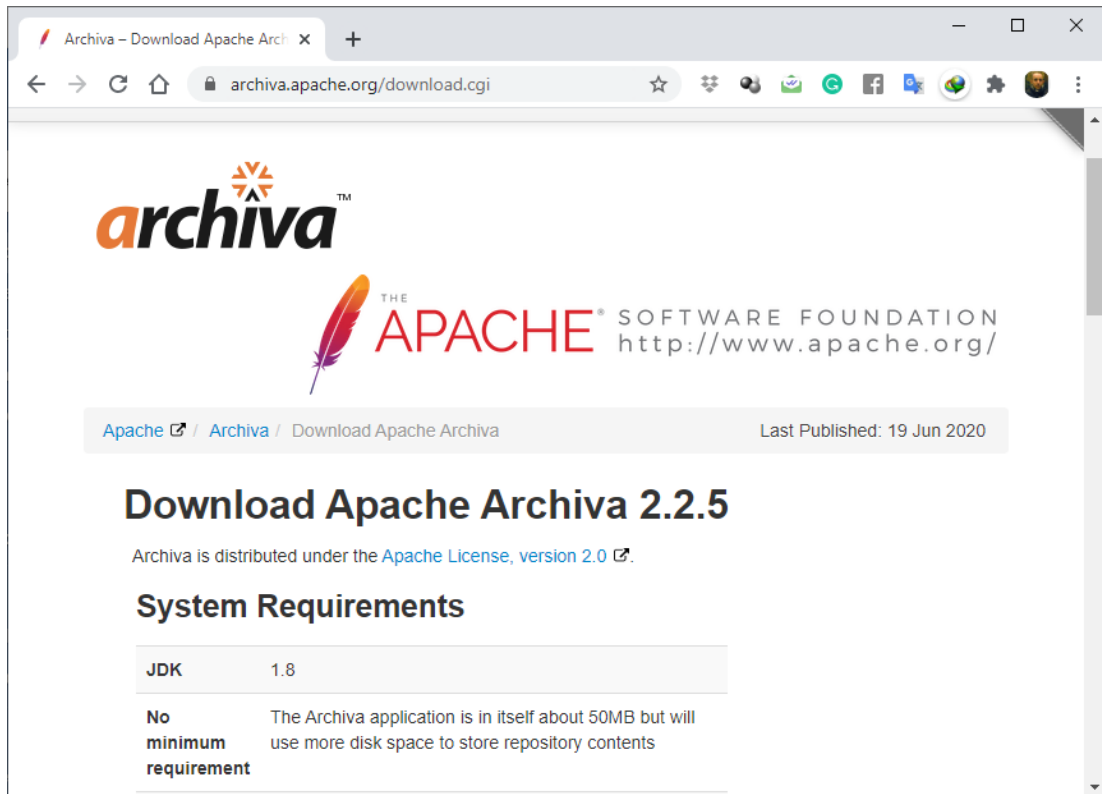 Archiva – Download Apache Arch
archiva.apache.org/download.cgi
archiva™
THE
APACHE® SOFTWARE FOUNDATION
http://www.apache.org/
Apache / Archiva / Download Apache Archiva Last Published: 19 Jun 2020
Download Apache Archiva 2.2.5
Archiva is distributed under the Apache License, version 2.0 .
System Requirements
JDK 1.8
No minimum requirement The Archiva application is in itself about 50MB but will
use more disk space to store repository contents